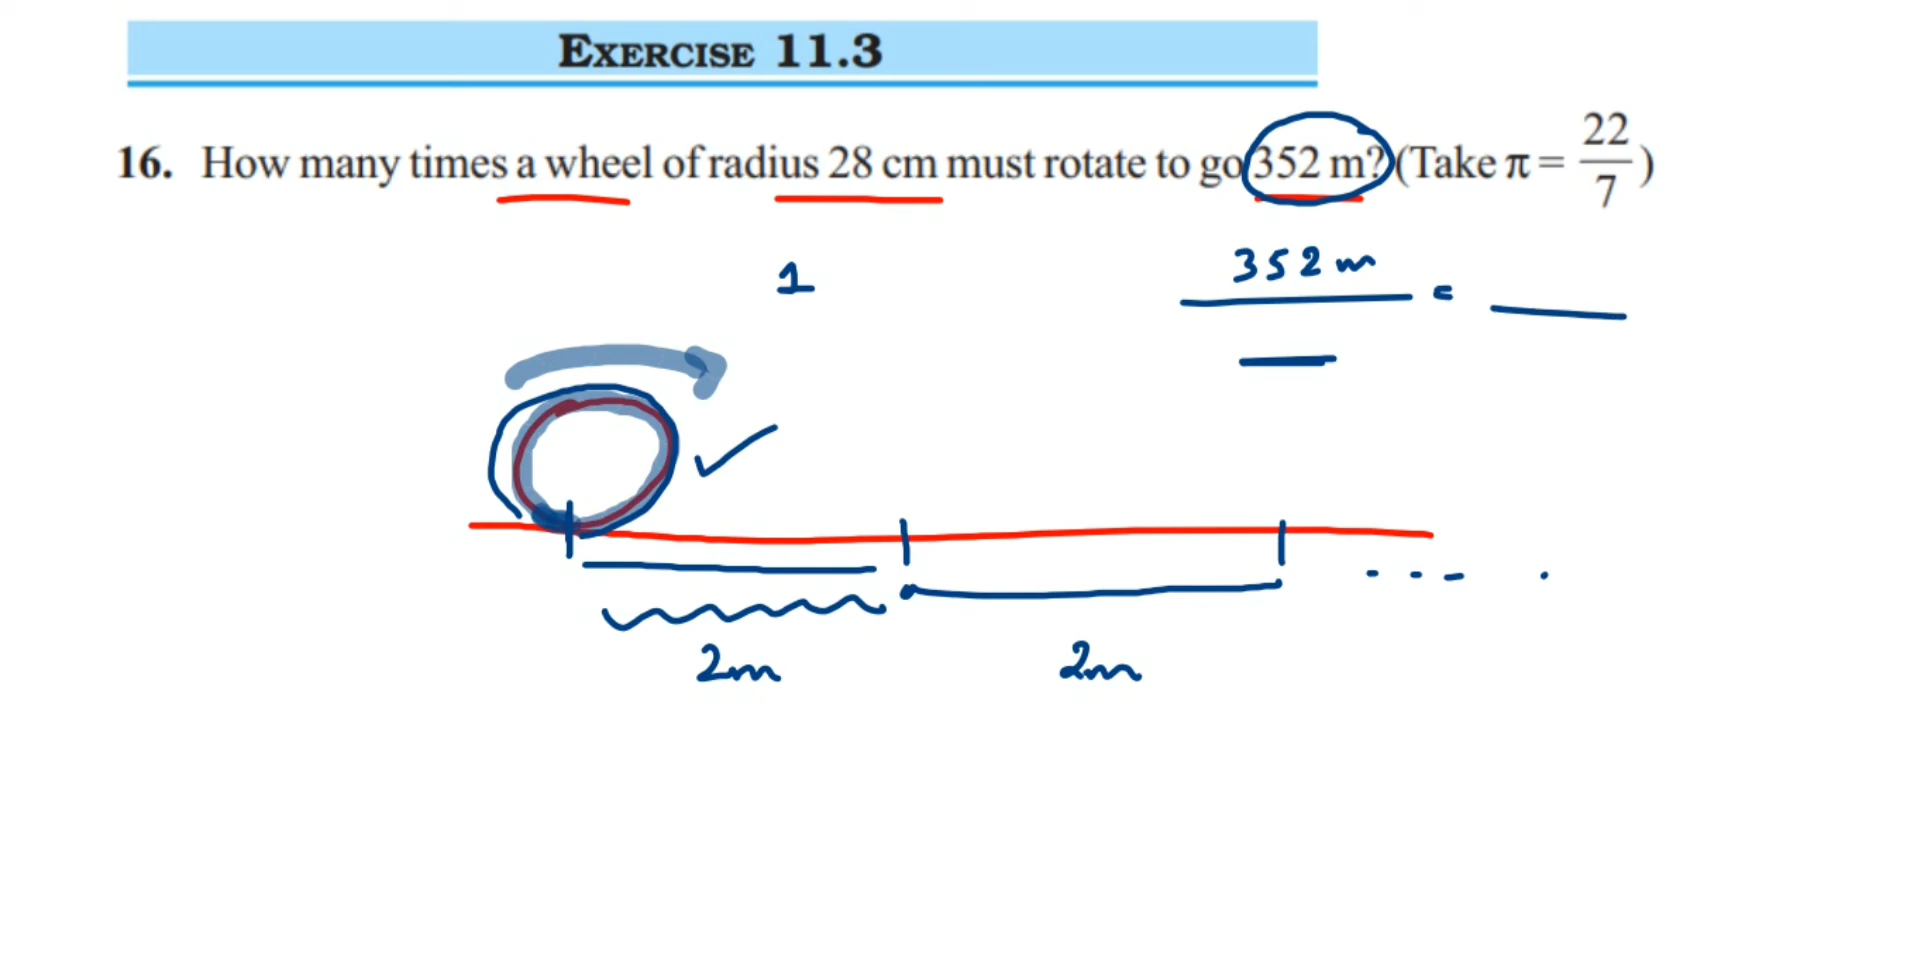 EXERCISE 11.3
16. How many times a wheel of radius 28 cm must rotate to go 352 m? (Take π = 22/7)
1
352m
=
2m
2m